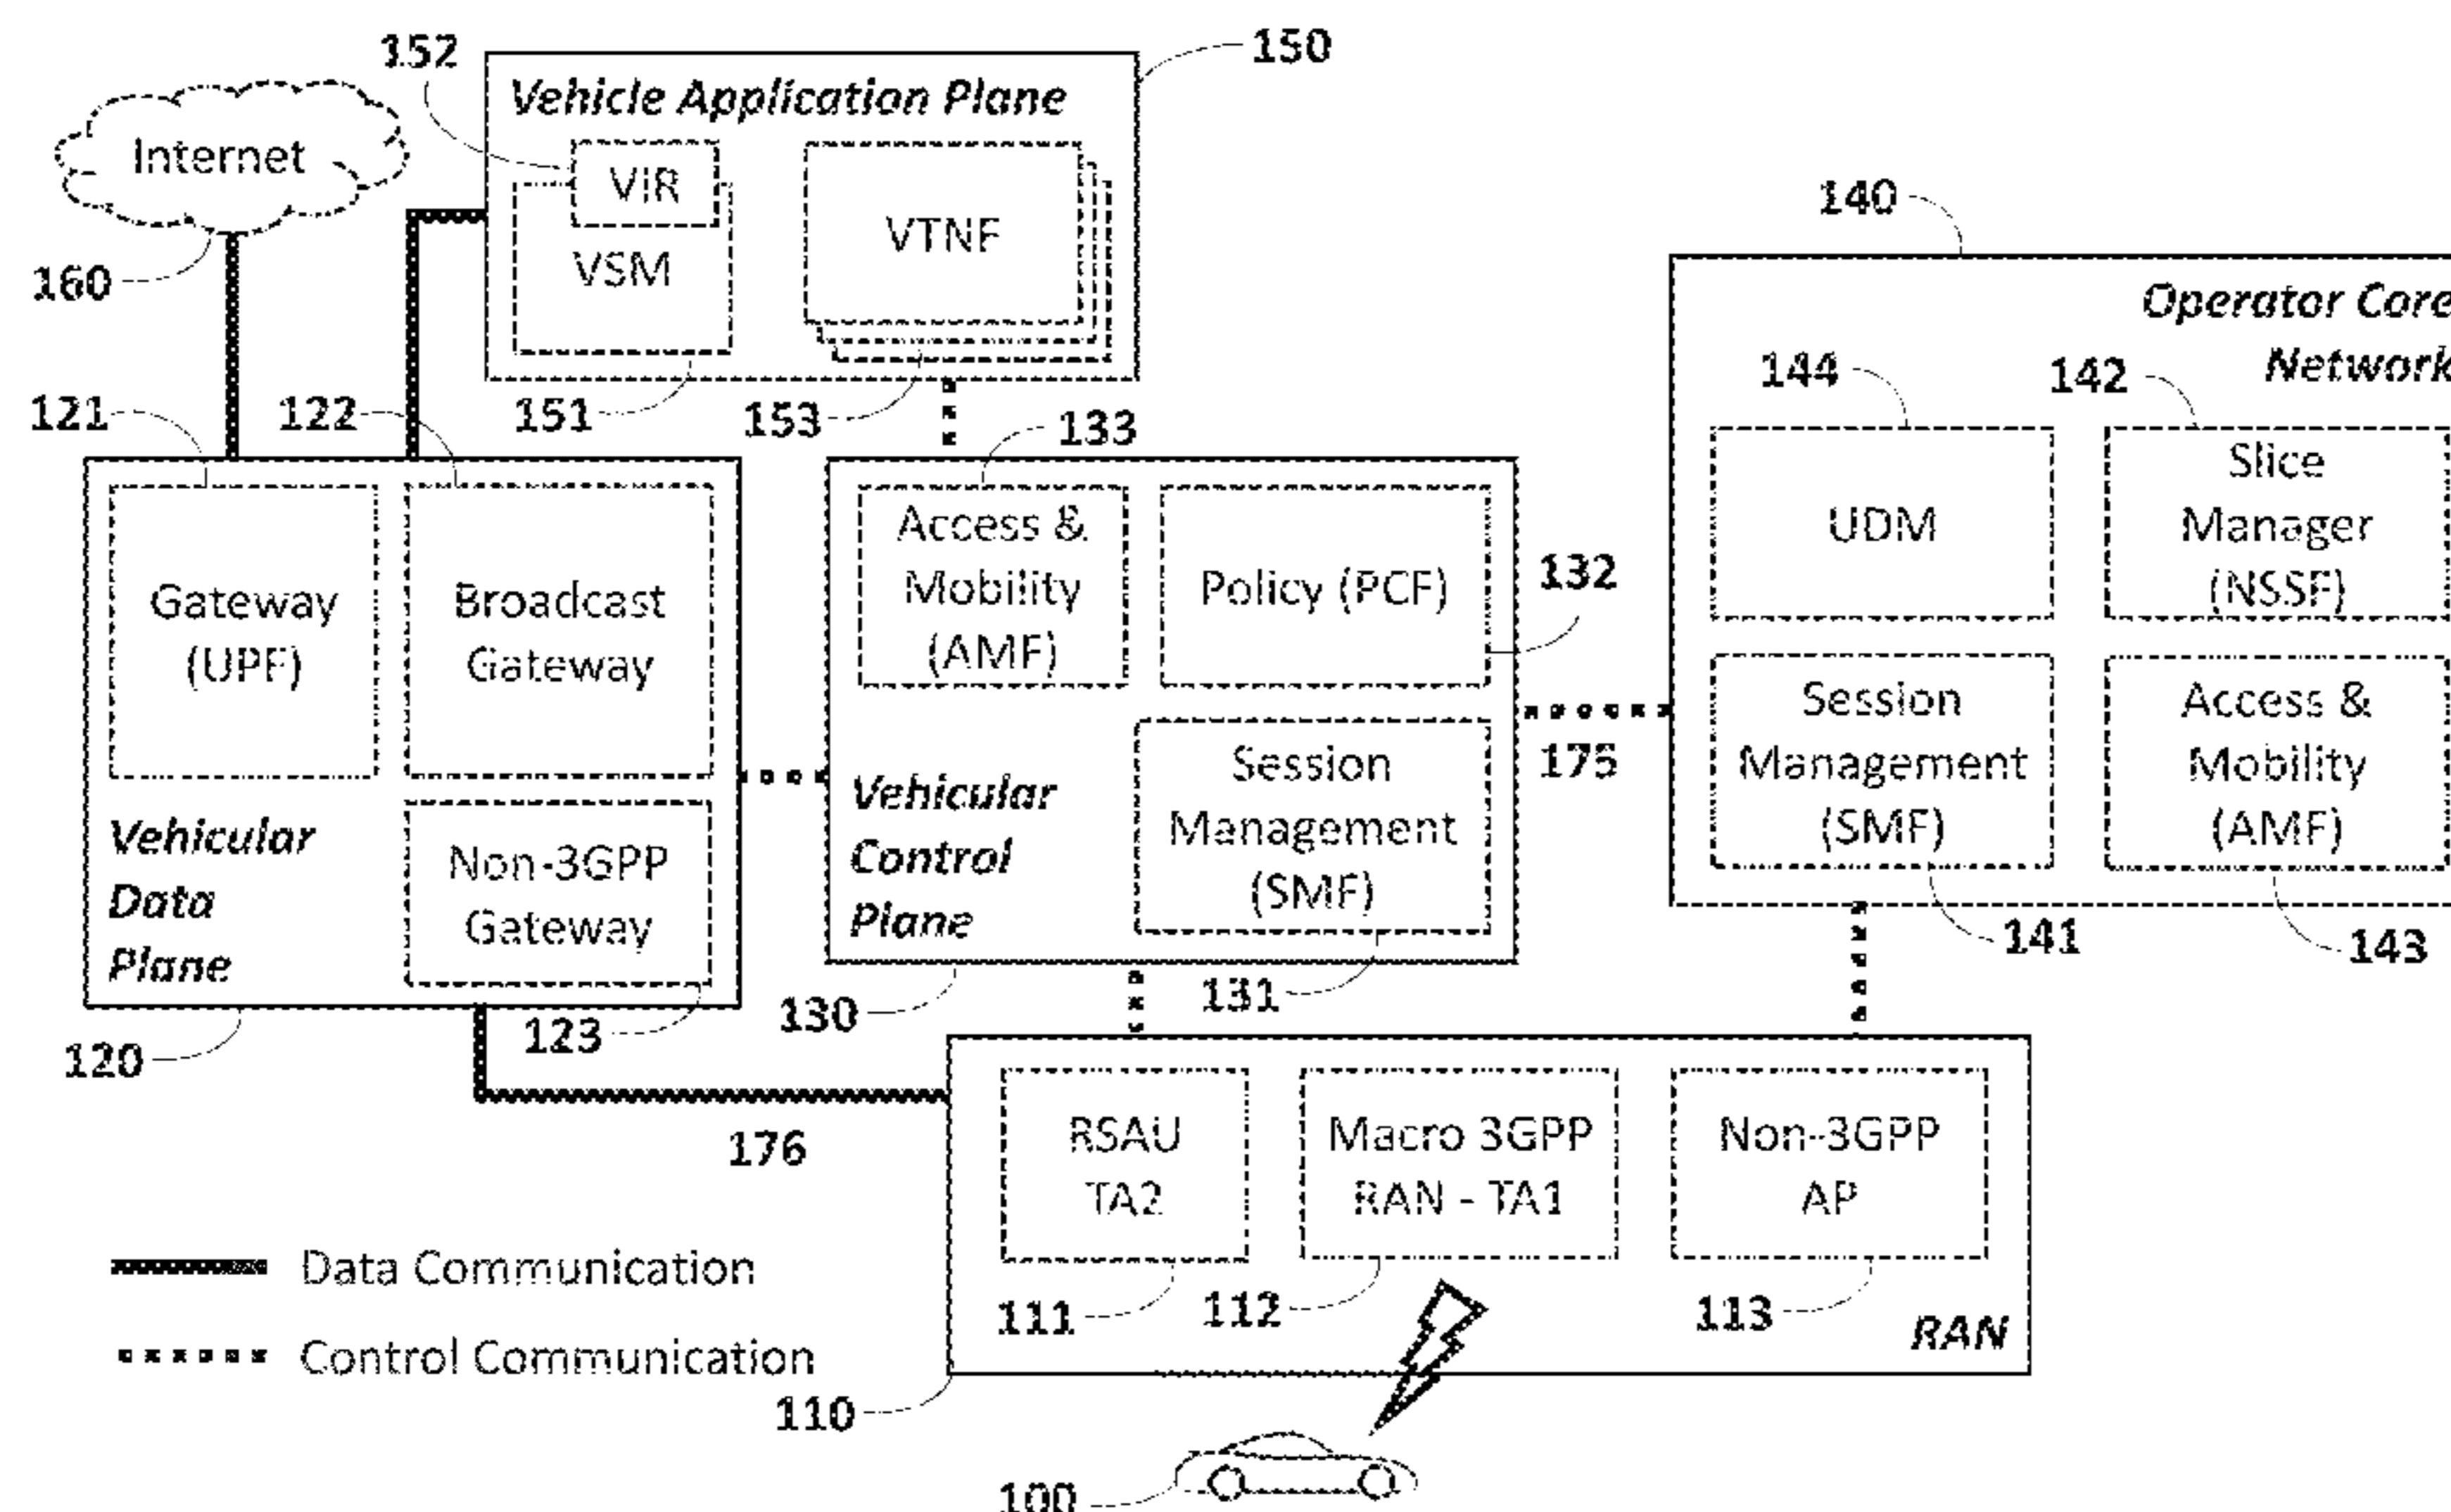 152
150
Vehicle Application Plane
Internet
VIR
VSM
VTNF
160
140
Operator Core
Network
144
142
121
122
151
153
133
Gateway
(UPF)
Broadcast
Gateway
Non-3GPP
Gateway
Vehicular
Data
Plane
Access &
Mobility
(AMF)
Policy (PCF)
132
Session
Management
(SMF)
Vehicular
Control
Plane
175
UDM
Slice
Manager
(NSSF)
Session
Management
(SMF)
Access &
Mobility
(AMF)
141
143
120
123
130
131
176
RSAU
TA2
Macro 3GPP
RAN - TA1
Non-3GPP
AP
111
112
113
RAN
Data Communication
Control Communication
110
100